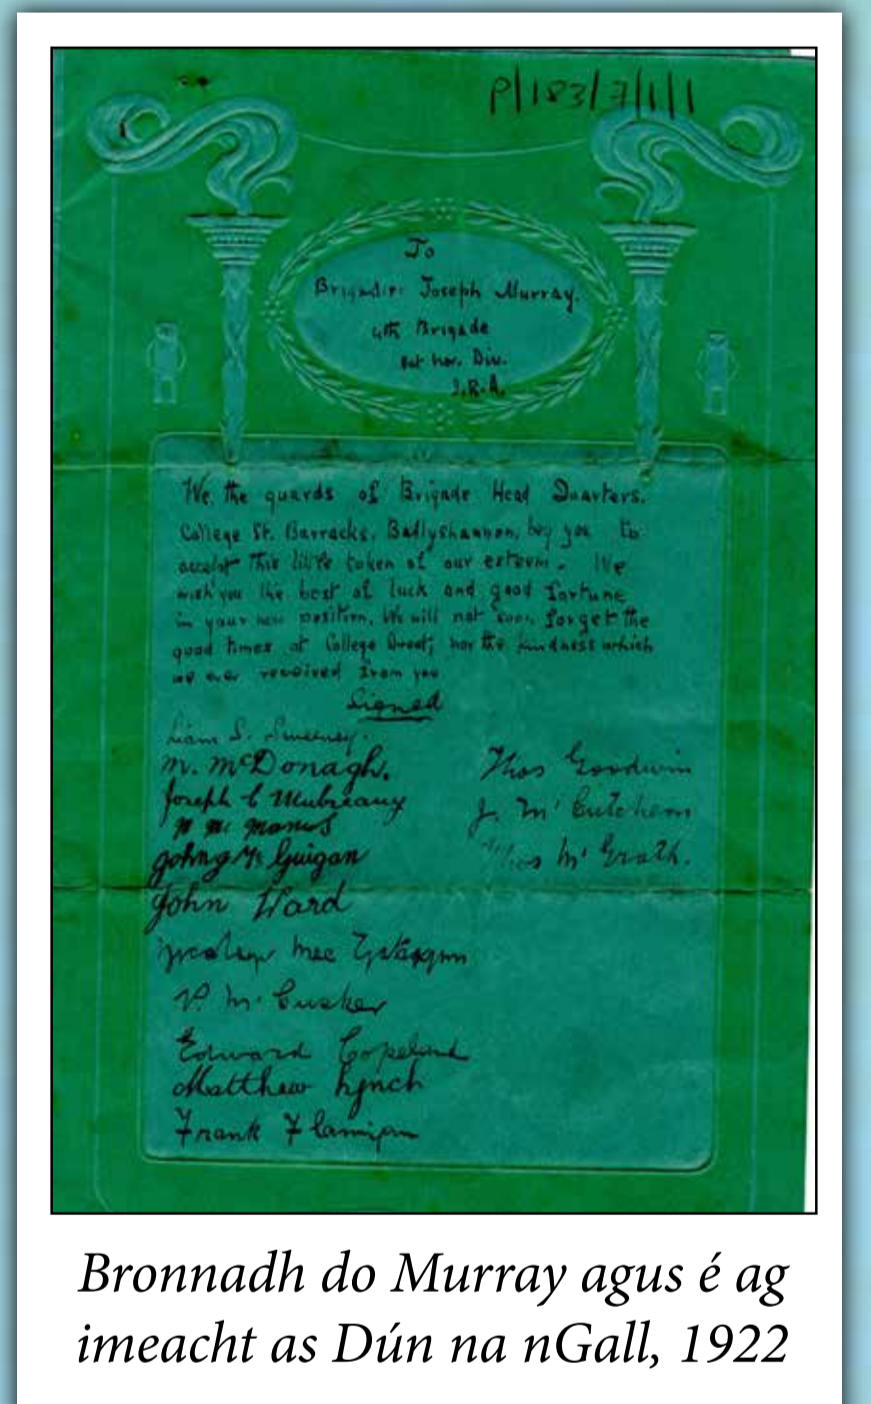 P/183/7/1/1
To
Brigadier Joseph Murray.
4th Brigade
1st Nor. Div.
I.R.A.
We, the guards of Brigade Head Quarters,
College St. Barracks, Ballyshannon, beg you to
accept this little token of our esteem. We
wish you the best of luck and good fortune
in your new position. We will not soon forget the
good times at College Street; nor the kindness which
we ever received from you
Signed
Liam S. Sweeney.
M. McDonagh.
Thos Goodwin
Joseph C
J. McCutcheon
John McGuigan
Thos McGrath.
John Ward
Mac
P. McCusker
Edward Copeland
Matthew Lynch
Frank Flannigan
Bronnadh do Murray agus é ag
imeacht as Dún na nGall, 1922